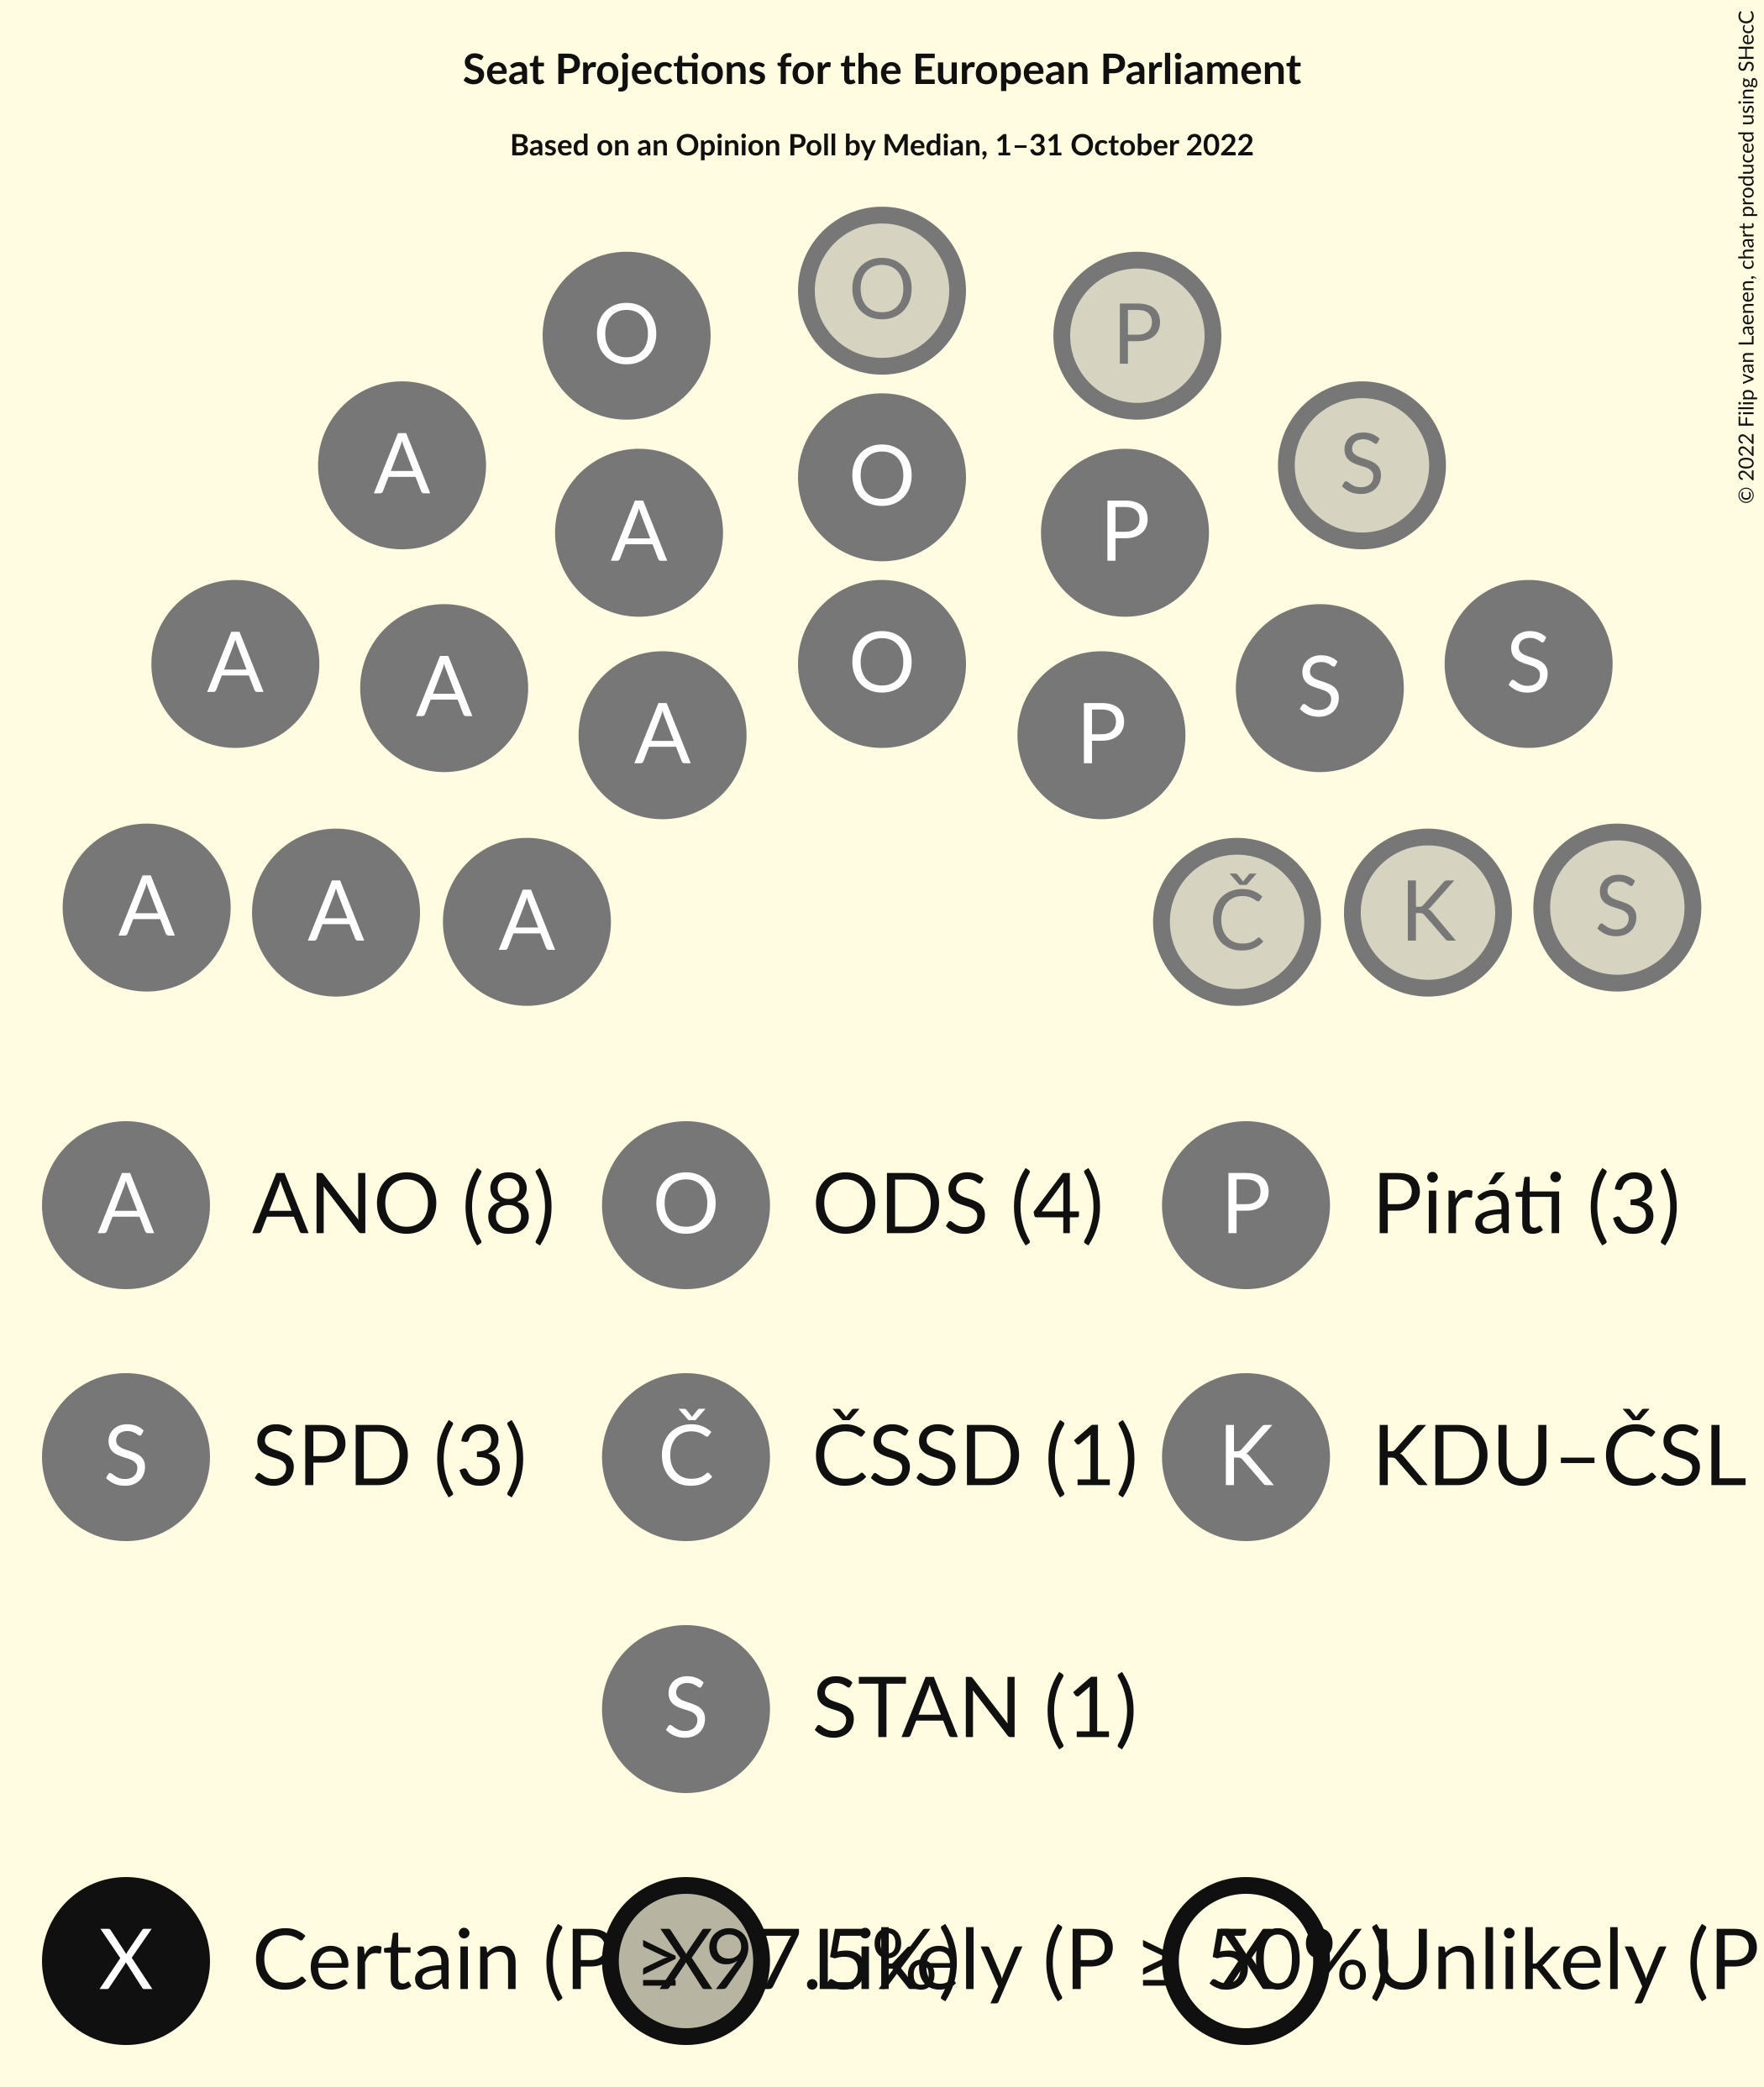 Seat Projections for the European Parliament
Based on an Opinion Poll by Median, 1–31 October 2022
© 2022 Filip van Laenen, chart produced using SHecC
O
O
P
A
A
O
P
S
A
A
A
O
P
S
S
A
A
A
Č
K
S
A ANO (8)
O ODS (4)
P Piráti (3)
S SPD (3)
Č ČSSD (1)
K KDU–ČSL
S STAN (1)
X Certain (P ≥ 97.5%)
X Likely (P ≥ 50%)
X Unlikely (P